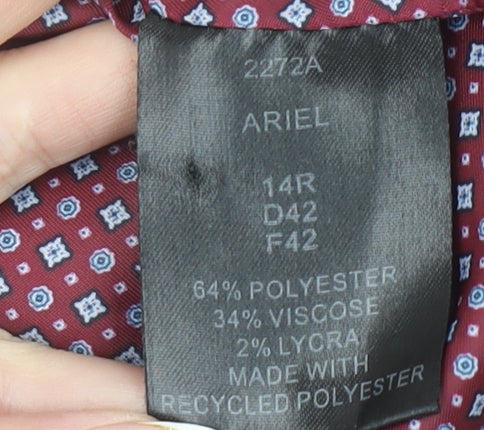 2272A
ARIEL
14R
D42
F42
64% POLYESTER
34% VISCOSE
2% LYCRA
MADE WITH
RECYCLED POLYESTER